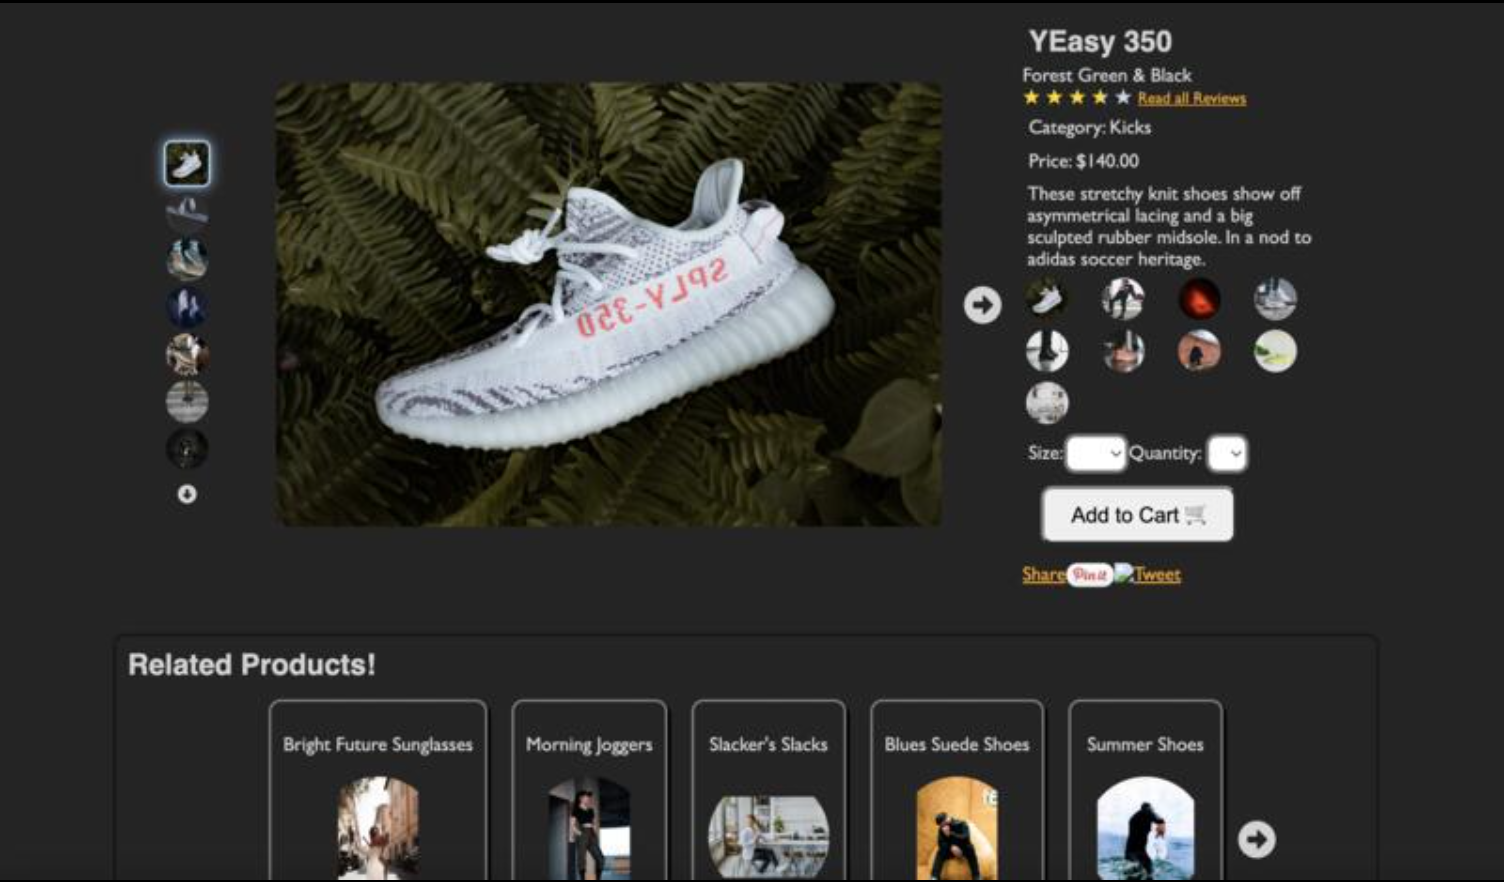 YEasy 350
Forest Green & Black
Read all Reviews
Category: Kicks
Price: $140.00
These stretchy knit shoes show off
asymmetrical lacing and a big
sculpted rubber midsole. In a nod to
adidas soccer heritage.
SPLY-350
Size: Quantity:
Add to Cart
Share Pin it Tweet
Related Products!
Bright Future Sunglasses
Morning Joggers
Slacker's Slacks
Blues Suede Shoes
Summer Shoes